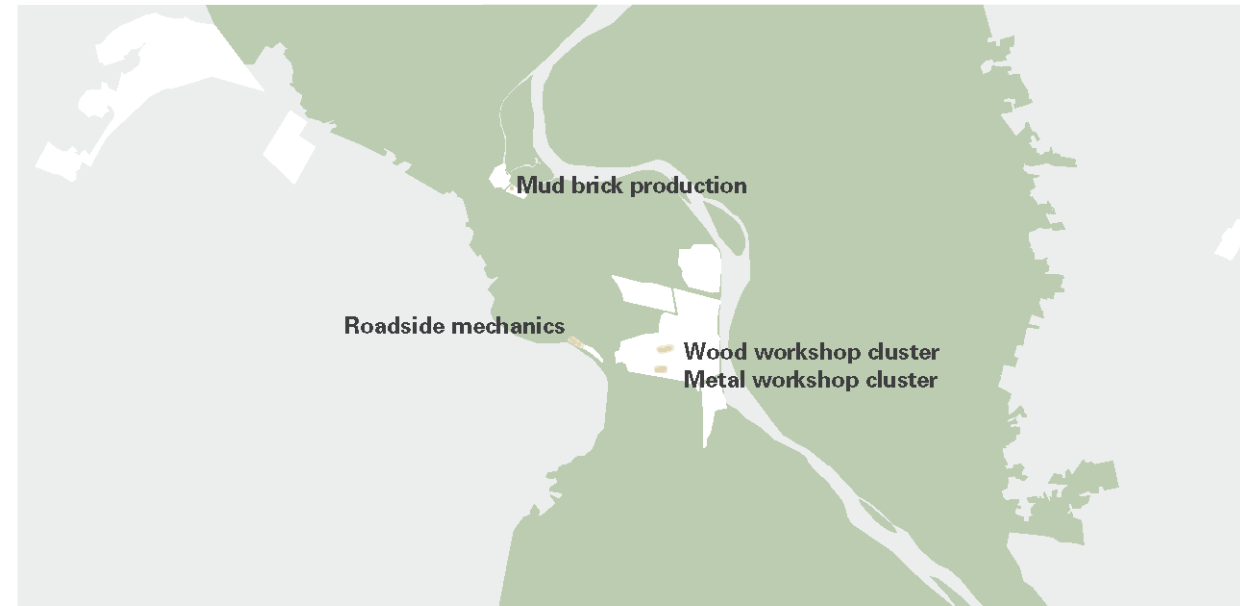 Mud brick production
Roadside mechanics
Wood workshop cluster
Metal workshop cluster